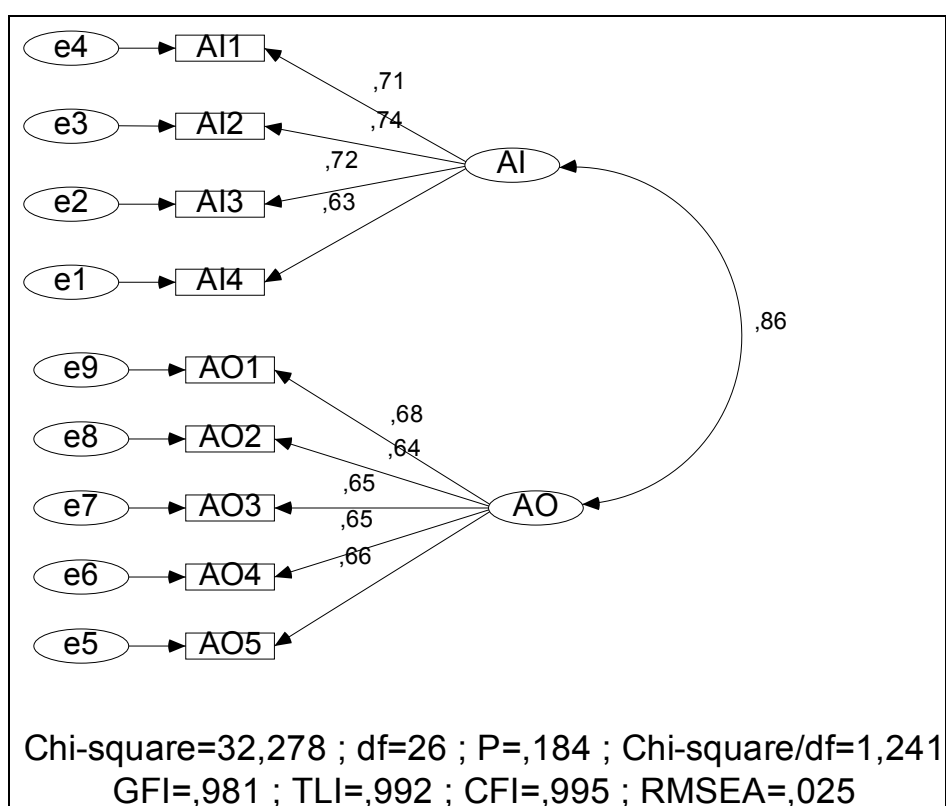 e4 AI1
,71
e3 AI2 ,74
,72 AI
e2 AI3 ,63
e1 AI4
,86
e9 AO1
,68
e8 AO2 ,64
,65
e7 AO3 AO
,65
,66
e6 AO4
e5 AO5
Chi-square=32,278 ; df=26 ; P=,184 ; Chi-square/df=1,241
GFI=,981 ; TLI=,992 ; CFI=,995 ; RMSEA=,025